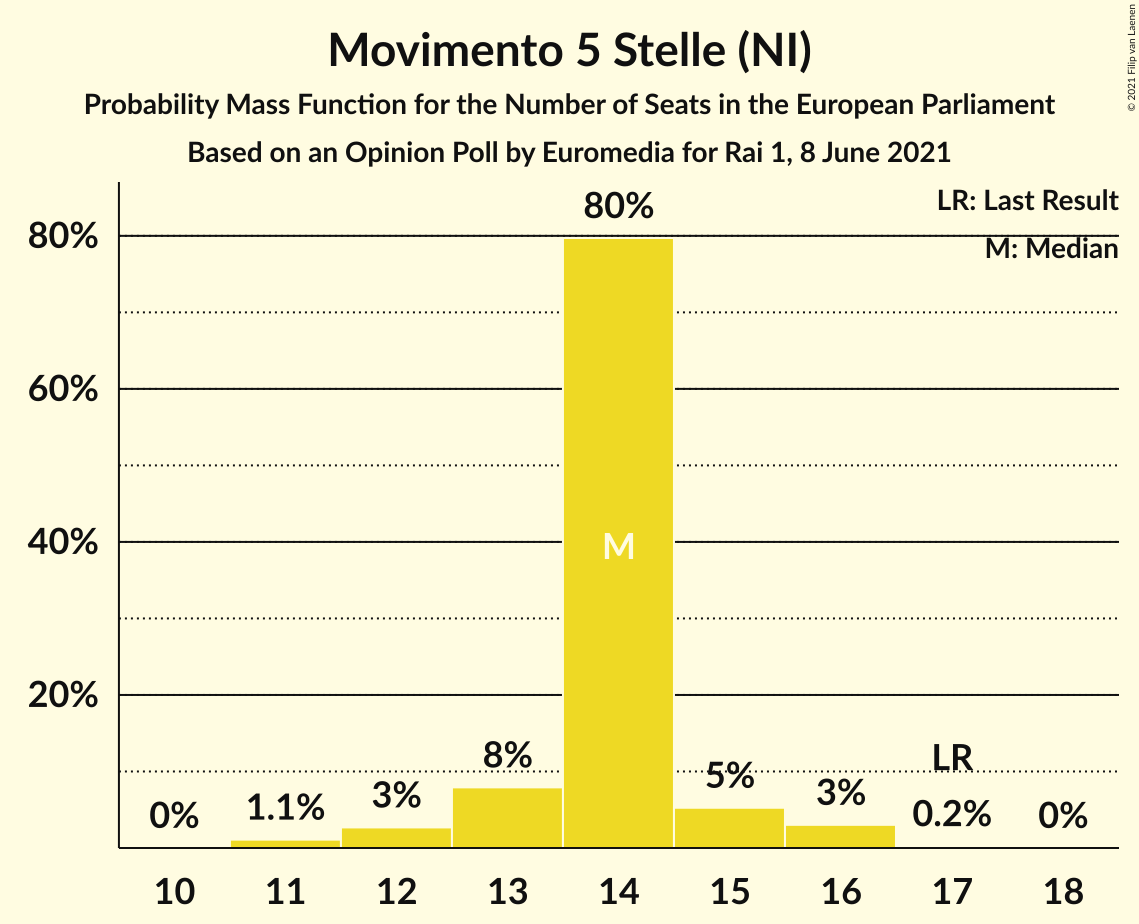 Movimento 5 Stelle (NI)
Probability Mass Function for the Number of Seats in the European Parliament
Based on an Opinion Poll by Euromedia for Rai 1, 8 June 2021
© 2021 Filip van Laenen
LR: Last Result
M: Median
80%
60%
40%
20%
0%
1.1%
3%
8%
80%
M
5%
3%
LR
0.2%
0%
10 11 12 13 14 15 16 17 18